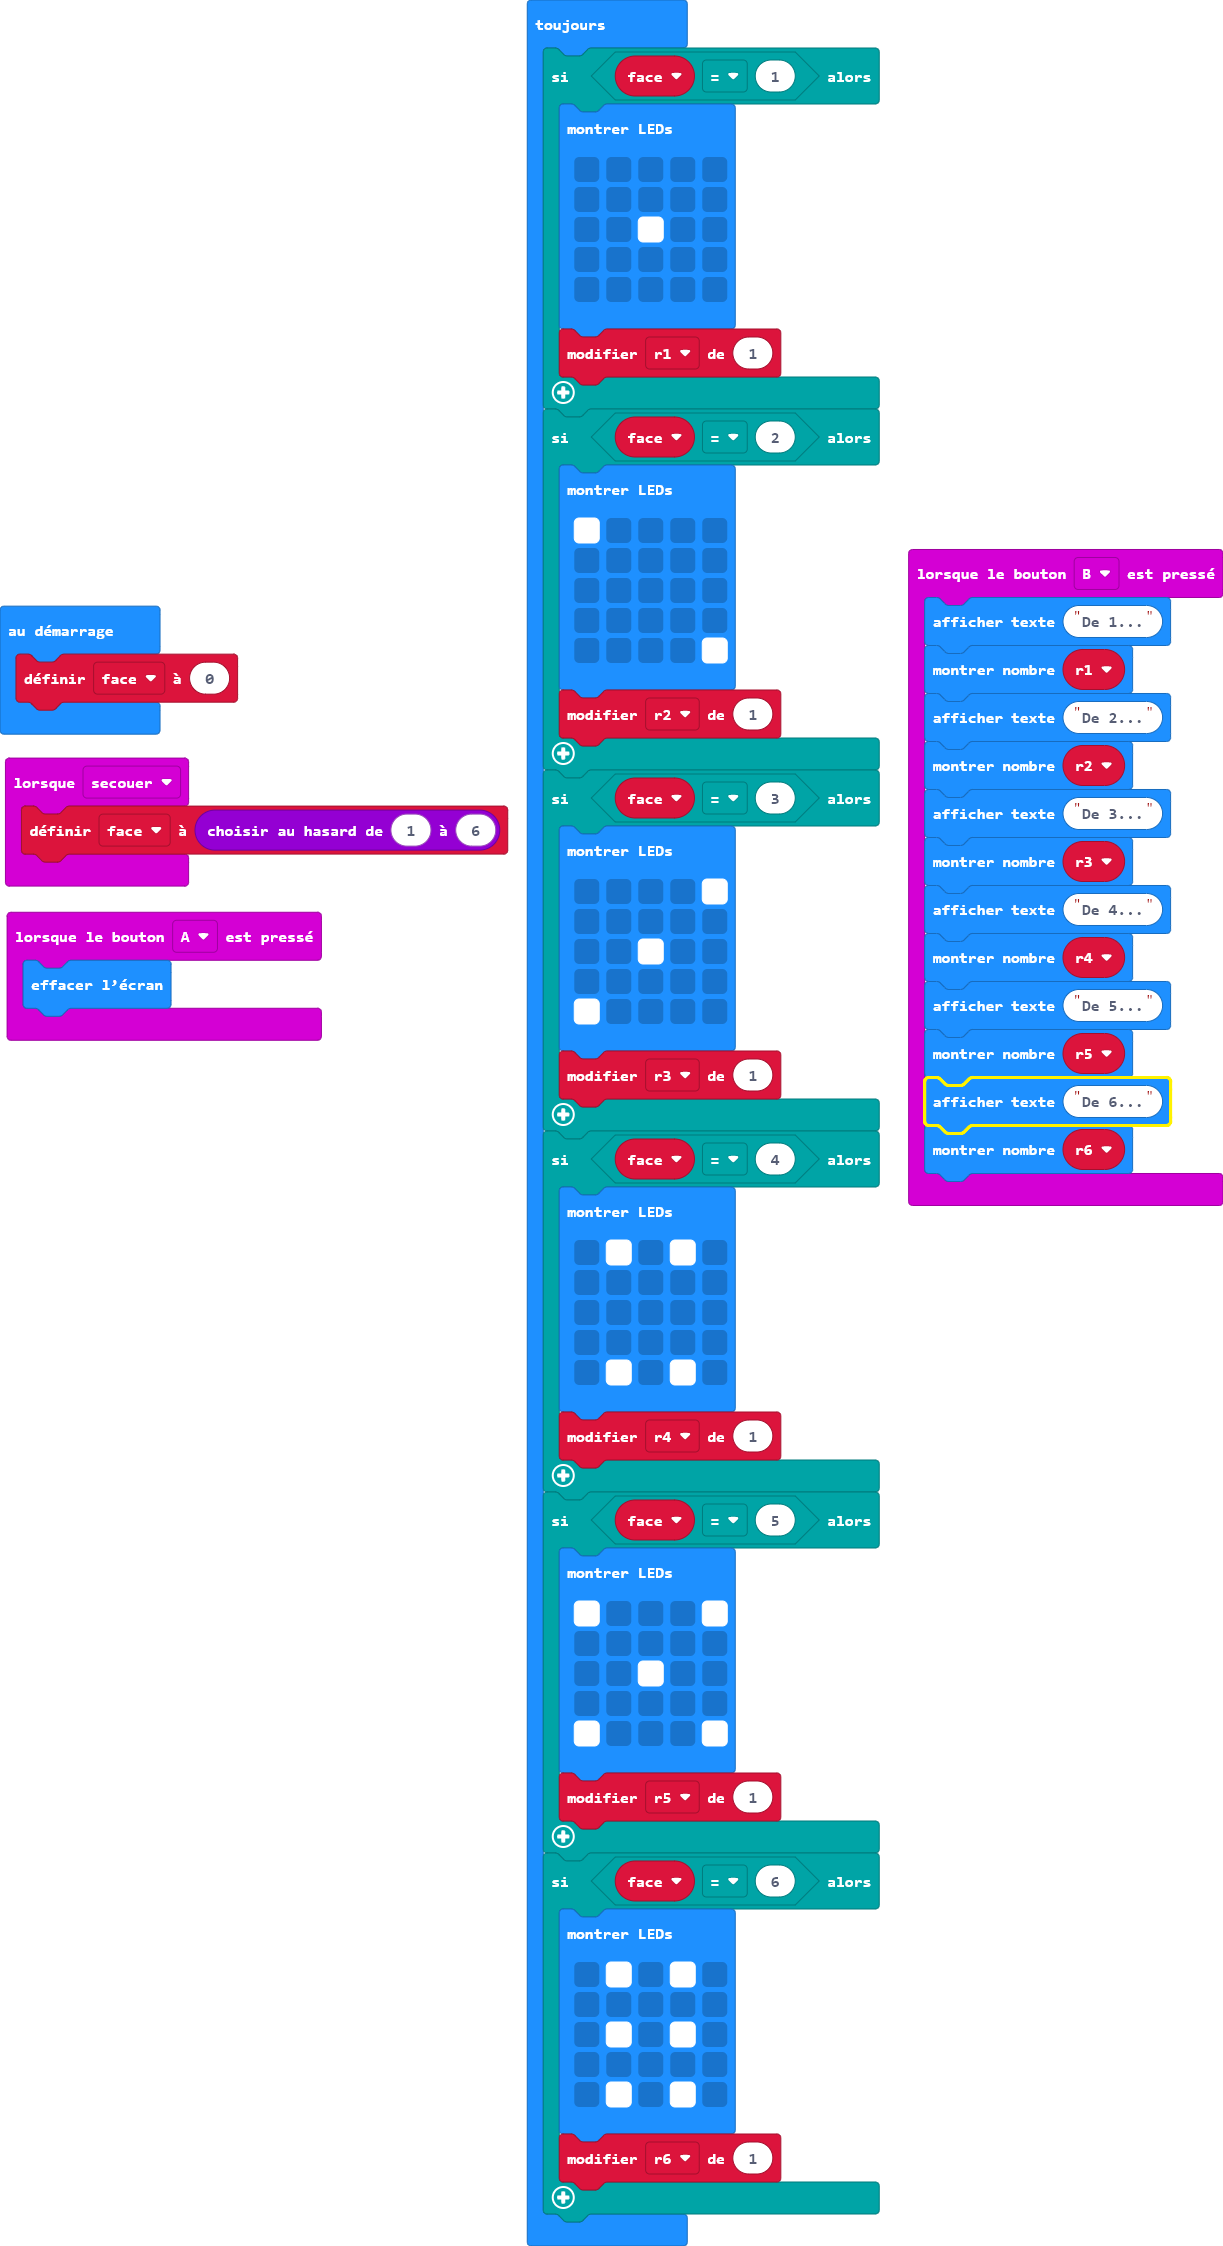 au démarrage
définir face à 0
lorsque secouer
définir face à choisir au hasard de 1 à 6
lorsque le bouton A est pressé
effacer l'écran
toujours
si face = 1 alors
montrer LEDs
modifier r1 de 1
si face = 2 alors
montrer LEDs
modifier r2 de 1
si face = 3 alors
montrer LEDs
modifier r3 de 1
si face = 4 alors
montrer LEDs
modifier r4 de 1
si face = 5 alors
montrer LEDs
modifier r5 de 1
si face = 6 alors
montrer LEDs
modifier r6 de 1
lorsque le bouton B est pressé
afficher texte "De 1..."
montrer nombre r1
afficher texte "De 2..."
montrer nombre r2
afficher texte "De 3..."
montrer nombre r3
afficher texte "De 4..."
montrer nombre r4
afficher texte "De 5..."
montrer nombre r5
afficher texte "De 6..."
montrer nombre r6